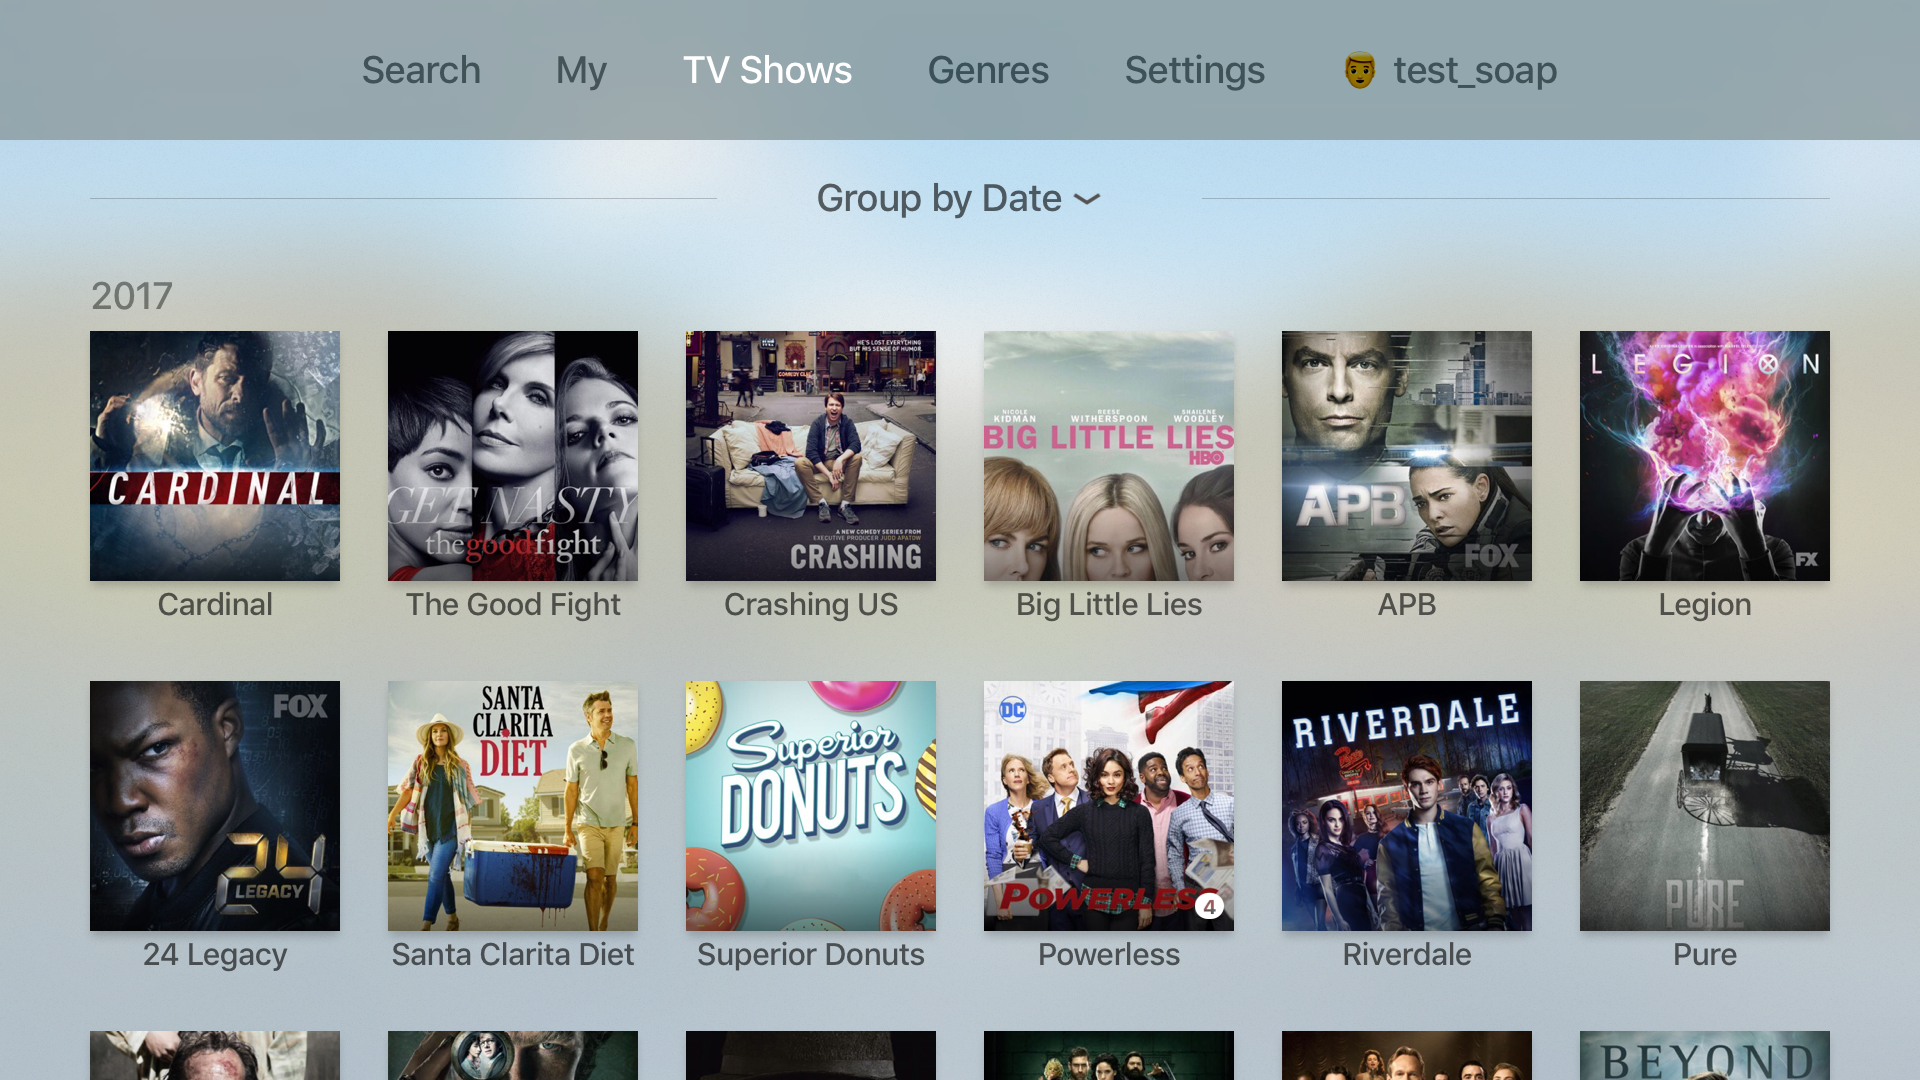 Search
My
TV Shows
Genres
Settings
test_soap
Group by Date
2017
CARDINAL
GET NASTY
thegoodfight
HE'S LOST EVERYTHING
BUT HIS SENSE OF HUMOR.
COMEDY
A NEW COMEDY SERIES FROM
EXECUTIVE PRODUCER JUDD APATOW
CRASHING
NICOLE KIDMAN
REESE WITHERSPOON
SHAILENE WOODLEY
BIG LITTLE LIES
HBO
APB
FOX
LEGION
FX
Cardinal
The Good Fight
Crashing US
Big Little Lies
APB
Legion
FOX
24
LEGACY
SANTA
CLARITA
DIET
Superior
DONUTS
DC
POWERLESS
4
RIVERDALE
PURE
24 Legacy
Santa Clarita Diet
Superior Donuts
Powerless
Riverdale
Pure
BEYOND